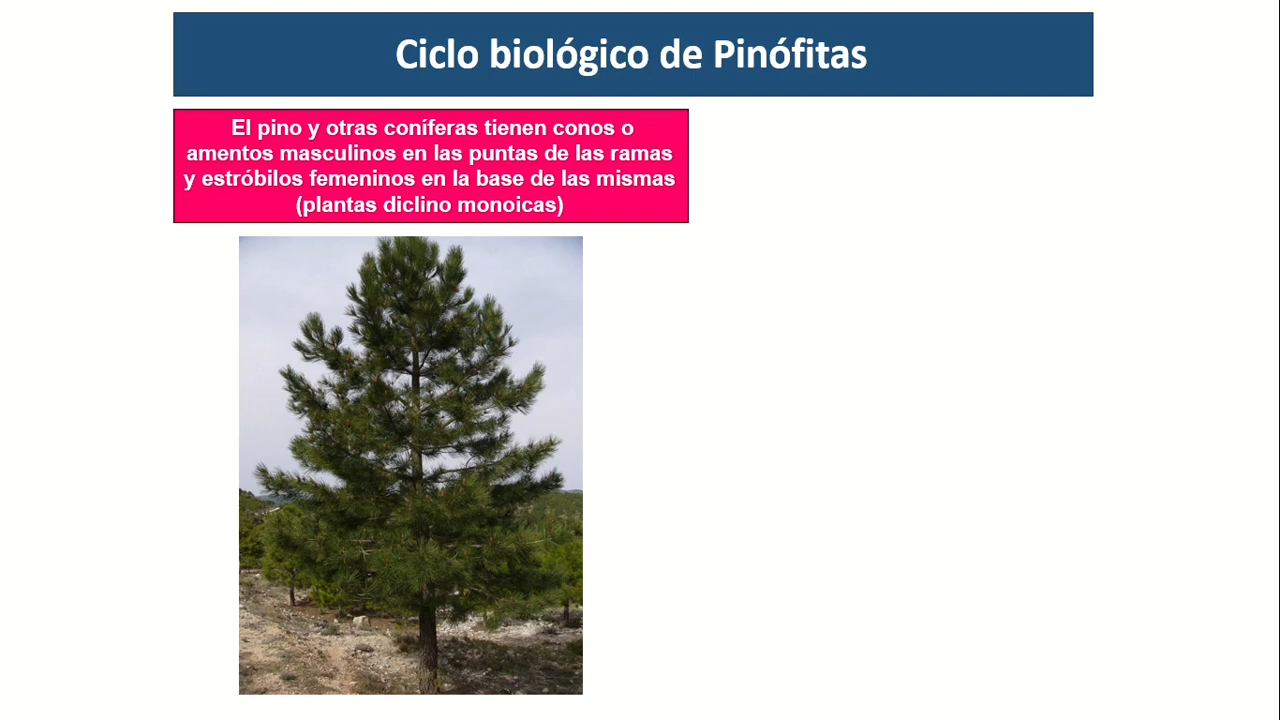 Ciclo biológico de Pinófitas
El pino y otras coníferas tienen conos o
amentos masculinos en las puntas de las ramas
y estróbilos femeninos en la base de las mismas
(plantas diclino monoicas)